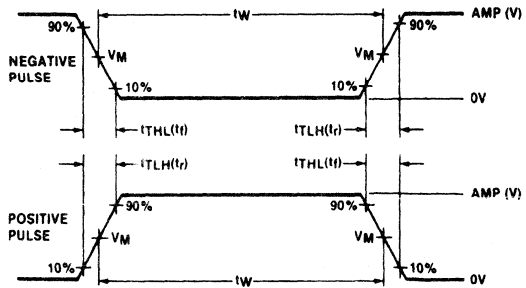 tW
AMP (V)
90%
90%
NEGATIVE
PULSE
VM
VM
10%
10%
0V
tTHL(tf)
tTLH(tr)
tTLH(tr)
tTHL(tf)
AMP (V)
90%
90%
POSITIVE
PULSE
VM
VM
10%
10%
tW
0V